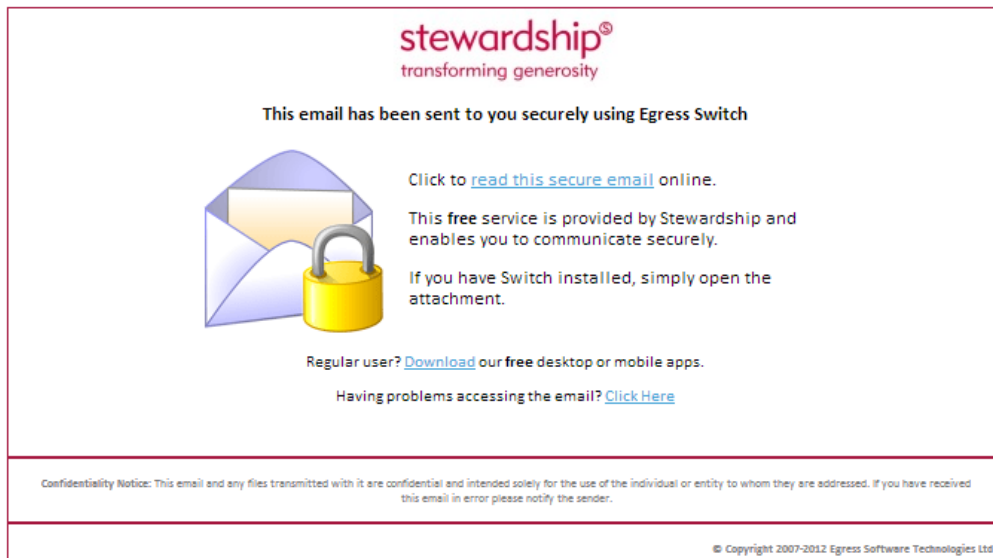 stewardship®
transforming generosity
This email has been sent to you securely using Egress Switch
Click to read this secure email online.
This free service is provided by Stewardship and
enables you to communicate securely.
If you have Switch installed, simply open the
attachment.
Regular user? Download our free desktop or mobile apps.
Having problems accessing the email? Click Here
Confidentiality Notice: This email and any files transmitted with it are confidential and intended solely for the use of the individual or entity to whom they are addressed. If you have received
this email in error please notify the sender.
© Copyright 2007-2012 Egress Software Technologies Ltd